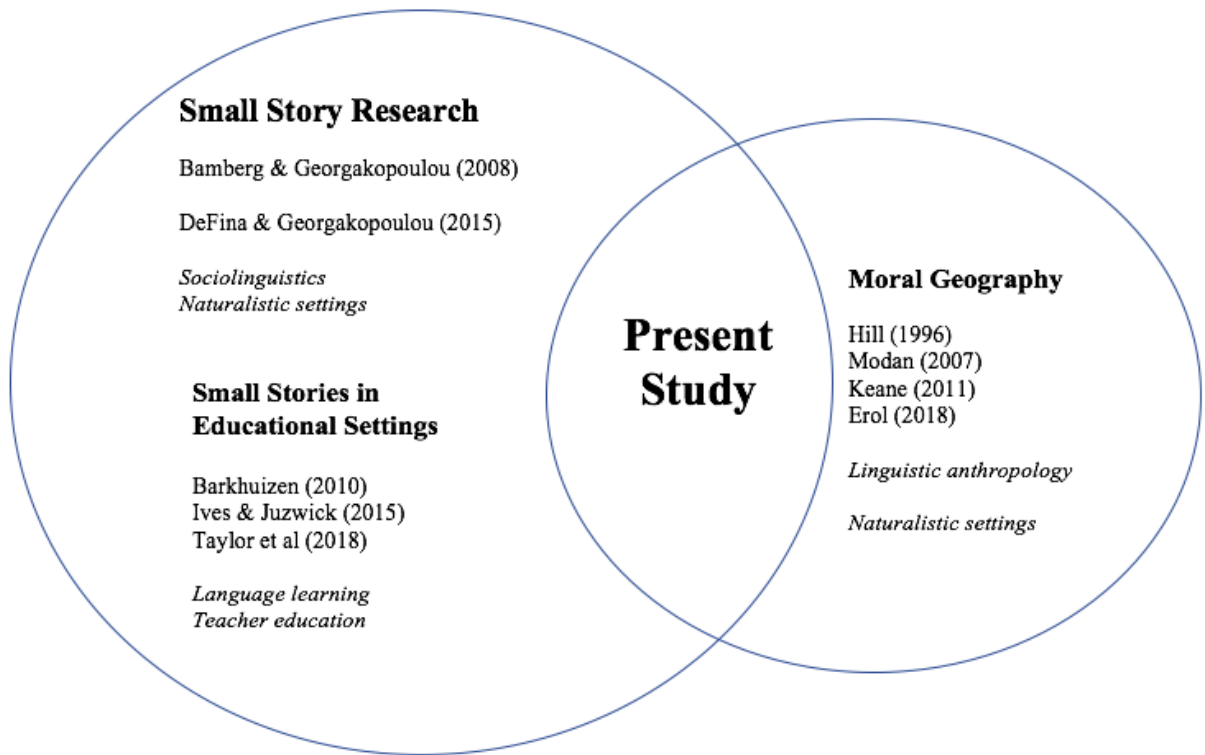 Small Story Research
Bamberg & Georgakopoulou (2008)
DeFina & Georgakopoulou (2015)
Sociolinguistics
Naturalistic settings
Small Stories in
Educational Settings
Barkhuizen (2010)
Ives & Juzwick (2015)
Taylor et al (2018)
Language learning
Teacher education
Present
Study
Moral Geography
Hill (1996)
Modan (2007)
Keane (2011)
Erol (2018)
Linguistic anthropology
Naturalistic settings